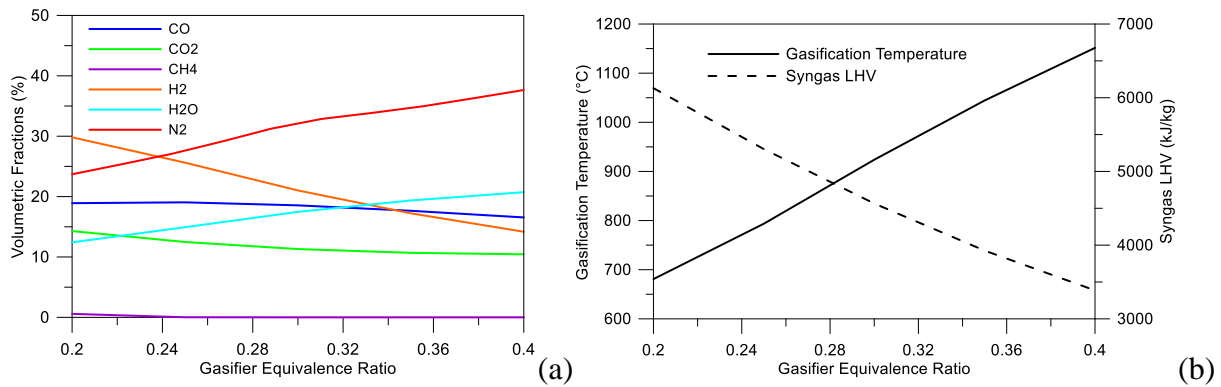 50
40
30
20
10
0
Volumetric Fractions (%)
CO
CO2
CH4
H2
H2O
N2
0.2
0.24
0.28
0.32
0.36
0.4
Gasifier Equivalence Ratio
(a)
1200
1100
1000
900
800
700
600
Gasification Temperature (°C)
Gasification Temperature
Syngas LHV
7000
6000
5000
4000
3000
Syngas LHV (kJ/kg)
0.2
0.24
0.28
0.32
0.36
0.4
Gasifier Equivalence Ratio
(b)